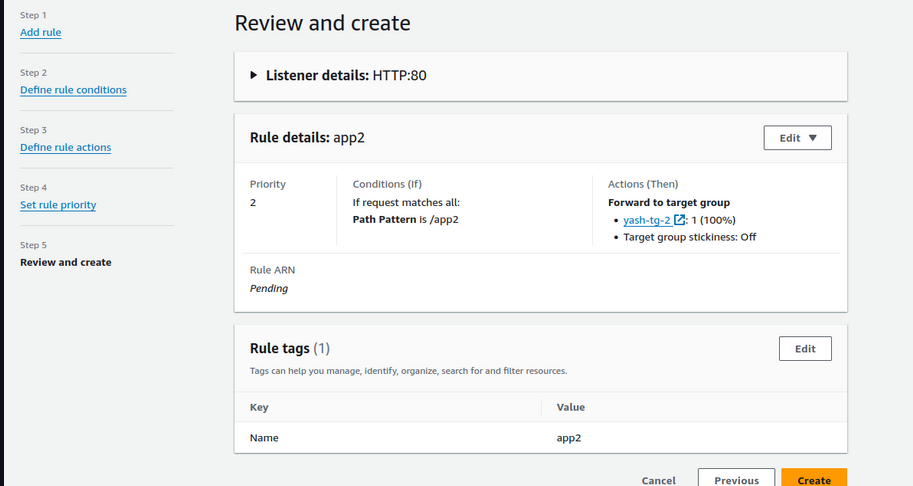 Step 1
Add rule
Step 2
Define rule conditions
Step 3
Define rule actions
Step 4
Set rule priority
Step 5
Review and create
Review and create
Listener details: HTTP:80
Rule details: app2
Edit
Priority
2
Conditions (If)
If request matches all:
Path Pattern is /app2
Actions (Then)
Forward to target group
• yash-tg-2 : 1 (100%)
• Target group stickiness: Off
Rule ARN
Pending
Rule tags (1)
Edit
Tags can help you manage, identify, organize, search for and filter resources.
Key Value
Name app2
Cancel Previous Create